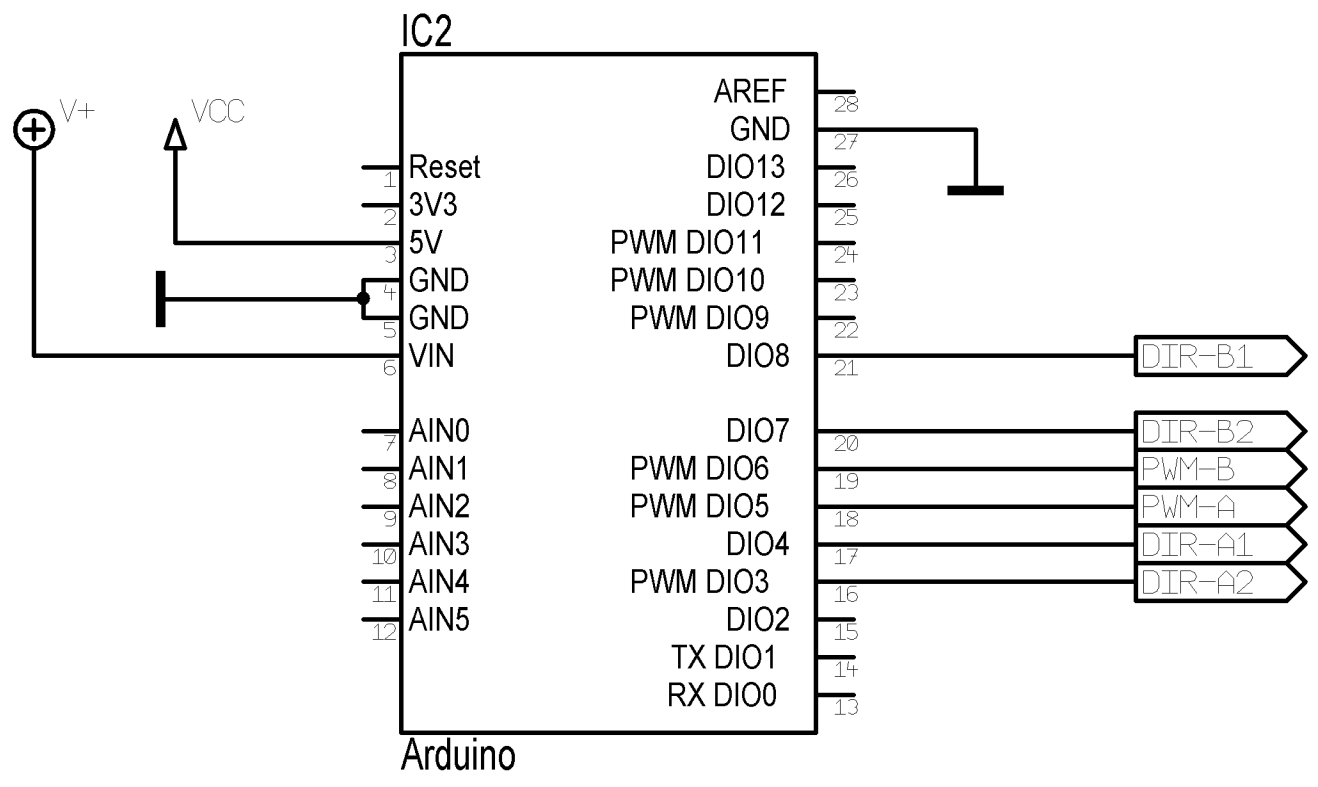 IC2
V+
VCC
AREF
28
GND
27
Reset
1
DIO13
26
3V3
2
DIO12
25
5V
3
PWM DIO11
24
GND
4
PWM DIO10
23
GND
5
PWM DIO9
22
VIN
6
DIO8
21
DIR-B1
AIN0
7
DIO7
20
DIR-B2
AIN1
8
PWM DIO6
19
PWM-B
AIN2
9
PWM DIO5
18
PWM-A
AIN3
10
DIO4
17
DIR-A1
AIN4
11
PWM DIO3
16
DIR-A2
AIN5
12
DIO2
15
TX DIO1
14
RX DIO0
13
Arduino